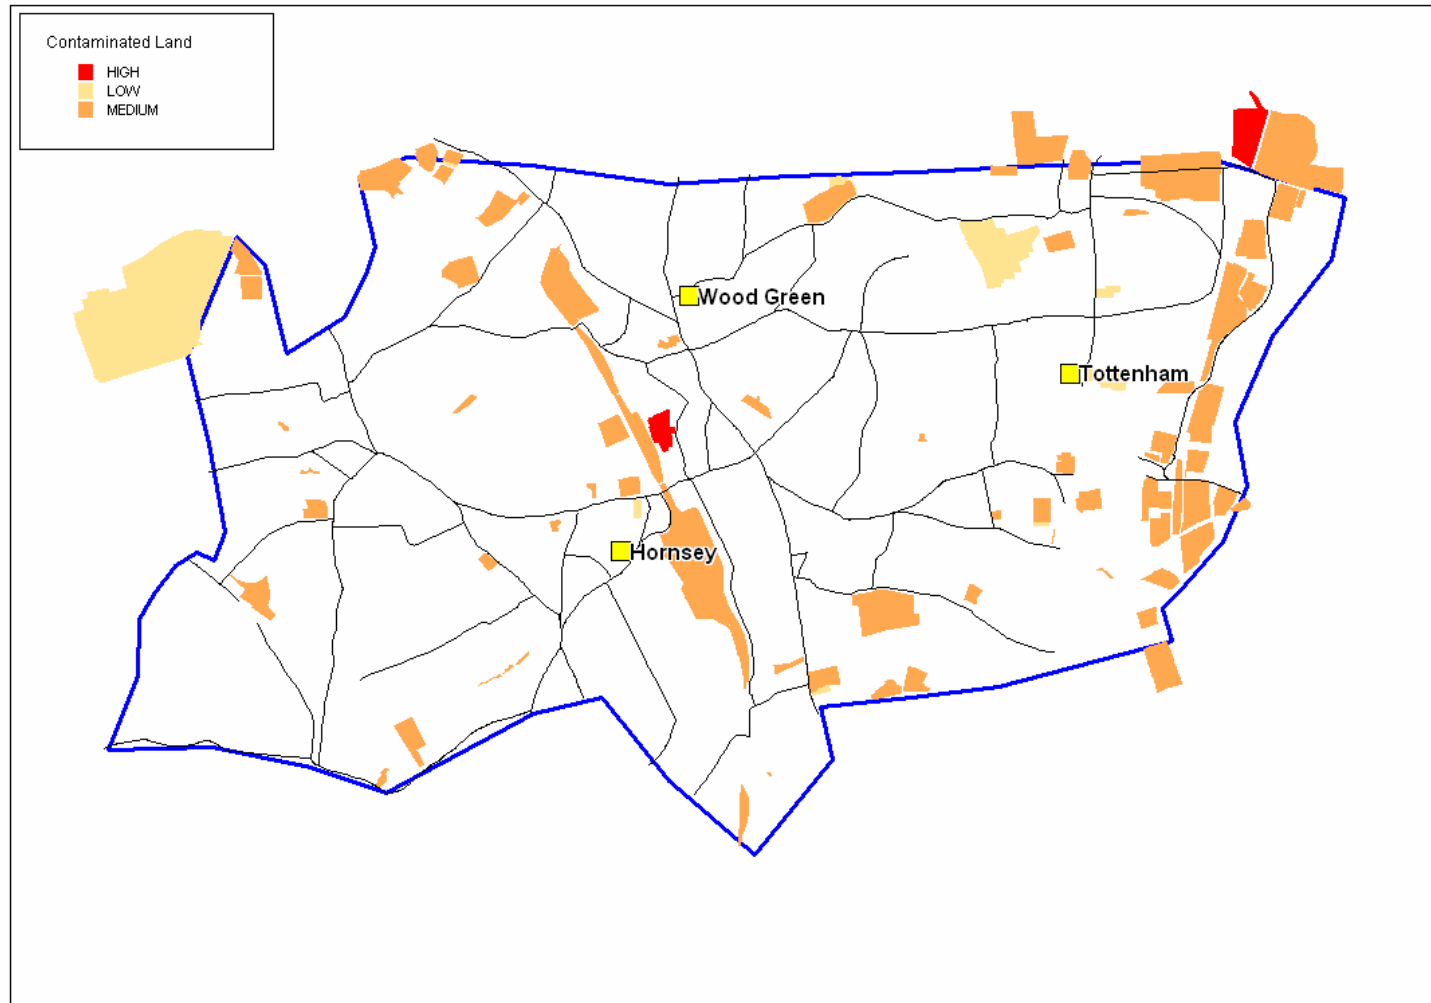 Contaminated Land
HIGH
LOW
MEDIUM
Wood Green
Tottenham
Hornsey